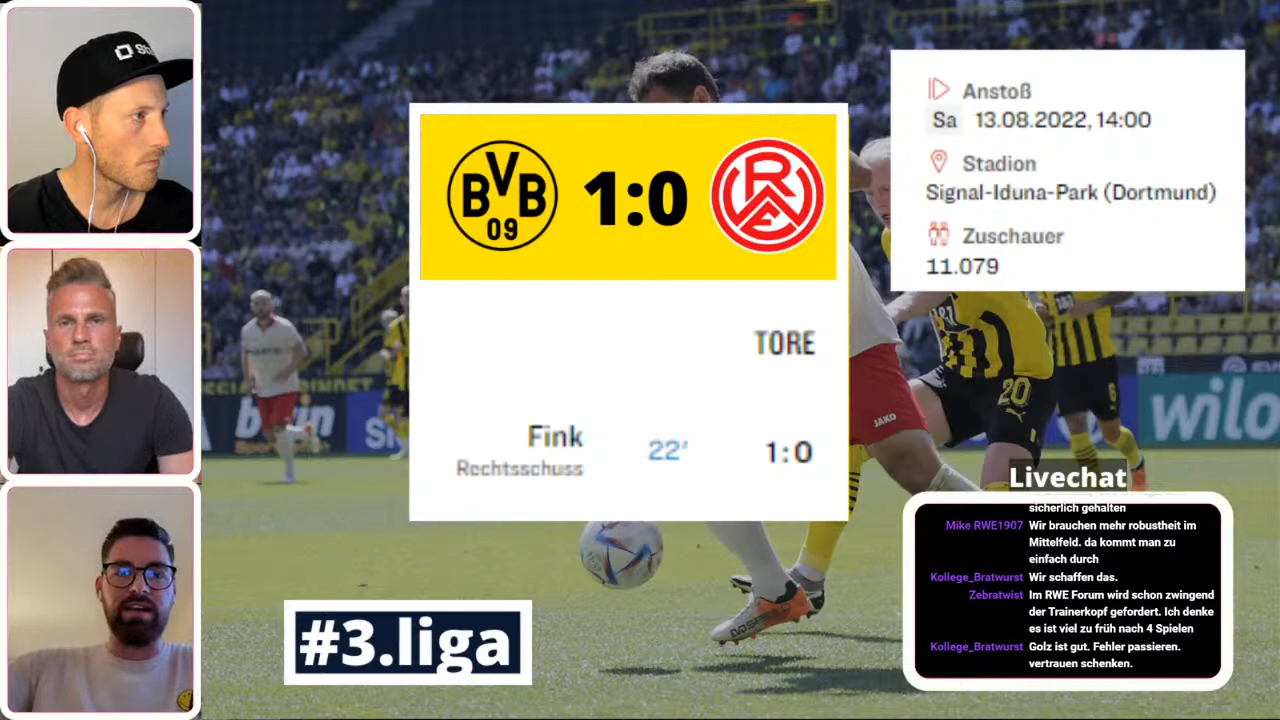 BVB
09
1:0
RWE
TORE
Fink
22'
1:0
Rechtsschuss
Anstoß
Sa 13.08.2022, 14:00
Stadion
Signal-Iduna-Park (Dortmund)
Zuschauer
11.079
20
6
JAKO
wilo
#3.liga
Livechat
sicherlich gehalten
Mike RWE1907 Wir brauchen mehr robustheit im
Mittelfeld. da kommt man zu
einfach durch
Kollege_Bratwurst Wir schaffen das.
Zebratwist Im RWE Forum wird schon zwingend
der Trainerkopf gefordert. Ich denke
es ist viel zu früh nach 4 Spielen
Kollege_Bratwurst Golz ist gut. Fehler passieren.
vertrauen schenken.